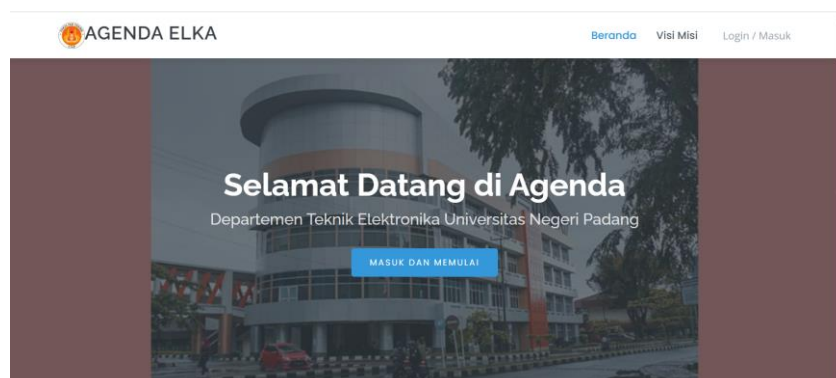 AGENDA ELKA
Beranda Visi Misi Login / Masuk
Selamat Datang di Agenda
Departemen Teknik Elektronika Universitas Negeri Padang
MASUK DAN MEMULAI